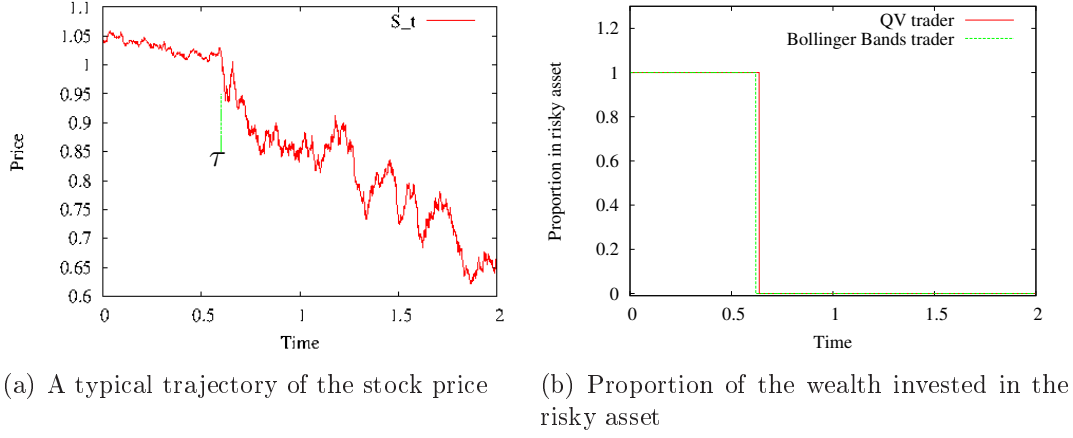 S_t
1.1
1.05
1
0.95
0.9
0.85
0.8
0.75
0.7
0.65
0.6
Price
τ
0
0.5
1
1.5
2
Time
QV trader
Bollinger Bands trader
1.2
1
0.8
0.6
0.4
0.2
0
Proportion in risky asset
0
0.5
1
1.5
2
Time
(a) A typical trajectory of the stock price
(b) Proportion of the wealth invested in the
risky asset